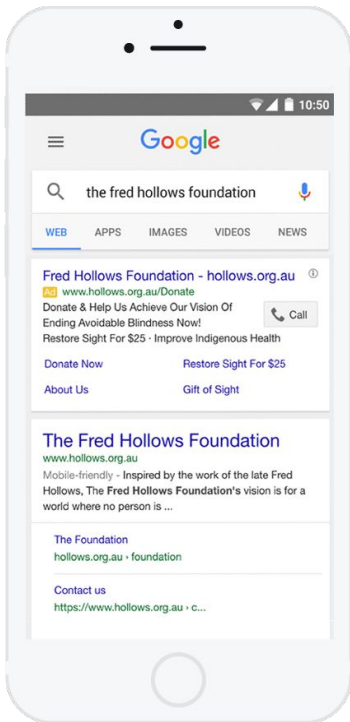 10:50
Google
the fred hollows foundation
WEB APPS IMAGES VIDEOS NEWS
Fred Hollows Foundation - hollows.org.au
Ad www.hollows.org.au/Donate
Donate & Help Us Achieve Our Vision Of
Ending Avoidable Blindness Now!
Call
Restore Sight For $25 · Improve Indigenous Health
Donate Now Restore Sight For $25
About Us Gift of Sight
The Fred Hollows Foundation
www.hollows.org.au
Mobile-friendly - Inspired by the work of the late Fred
Hollows, The Fred Hollows Foundation's vision is for a
world where no person is ...
The Foundation
hollows.org.au › foundation
Contact us
https://www.hollows.org.au › c...